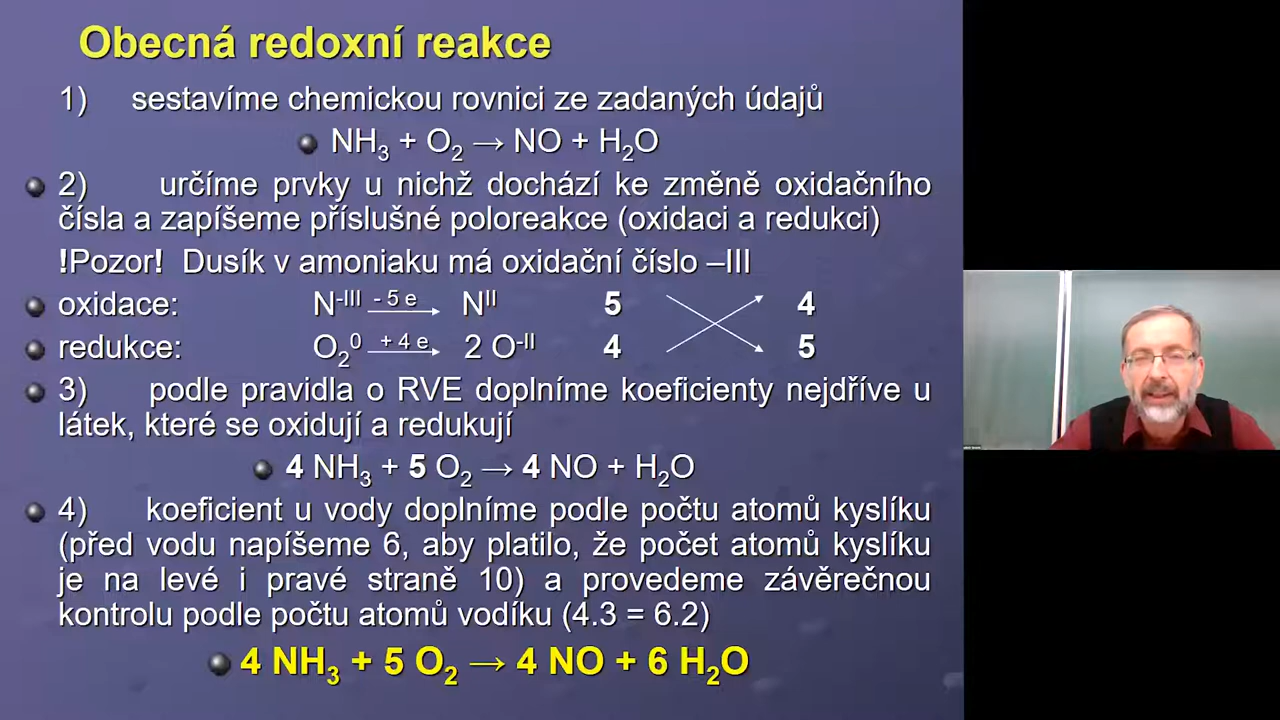 Obecná redoxní reakce
1) sestavíme chemickou rovnici ze zadaných údajů
NH3 + O2 → NO + H2O
2) určíme prvky u nichž dochází ke změně oxidačního
čísla a zapíšeme příslušné poloreakce (oxidaci a redukci)
!Pozor! Dusík v amoniaku má oxidační číslo –III
oxidace: N-III - 5 e NII 5 4
redukce: O20 + 4 e 2 O-II 4 5
3) podle pravidla o RVE doplníme koeficienty nejdříve u
látek, které se oxidují a redukují
4 NH3 + 5 O2 → 4 NO + H2O
4) koeficient u vody doplníme podle počtu atomů kyslíku
(před vodu napíšeme 6, aby platilo, že počet atomů kyslíku
je na levé i pravé straně 10) a provedeme závěrečnou
kontrolu podle počtu atomů vodíku (4.3 = 6.2)
4 NH3 + 5 O2 → 4 NO + 6 H2O